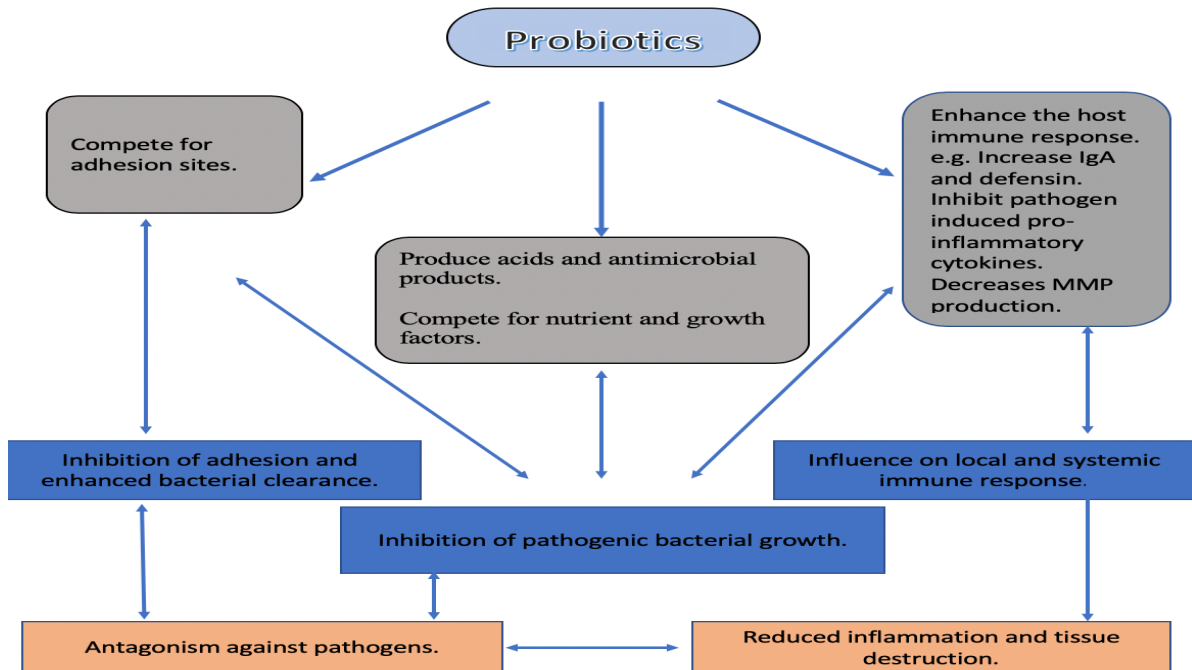 Probiotics
Compete for
adhesion sites.
Produce acids and antimicrobial
products.
Compete for nutrient and growth
factors.
Enhance the host
immune response.
e.g. Increase IgA
and defensin.
Inhibit pathogen
induced pro-
inflammatory
cytokines.
Decreases MMP
production.
Inhibition of adhesion and
enhanced bacterial clearance.
Inhibition of pathogenic bacterial growth.
Influence on local and systemic
immune response.
Antagonism against pathogens.
Reduced inflammation and tissue
destruction.